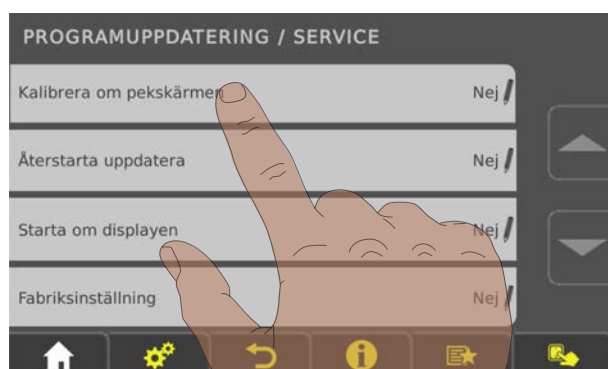 PROGRAMUPPDATERING / SERVICE
Kalibrera om pekskärmen Nej
Återstarta uppdatera Nej
Starta om displayen Nej
Fabriksinställning Nej